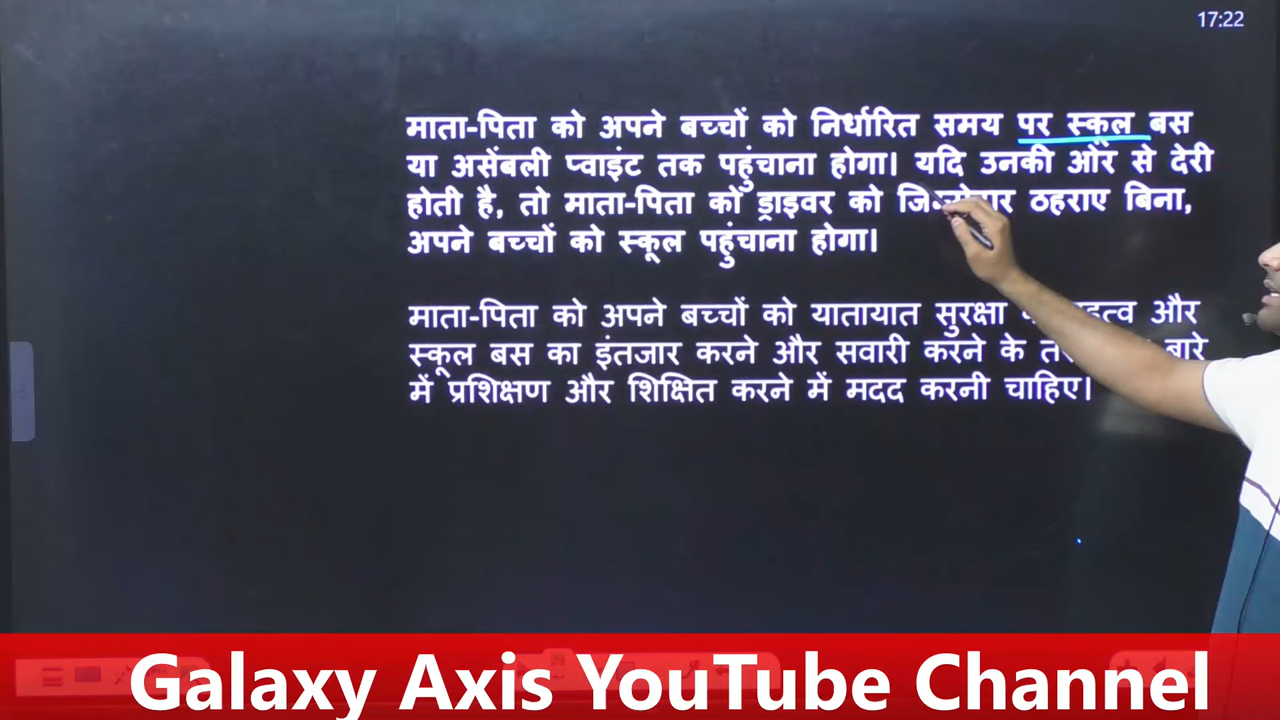 17:22
माता-पिता को अपने बच्चों को निर्धारित समय पर स्कूल बस
या असेंबली प्वाइंट तक पहुंचाना होगा। यदि उनकी ओर से देरी
होती है, तो माता-पिता को ड्राइवर को ठहराए बिना,
अपने बच्चों को स्कूल पहुंचाना होगा।
माता-पिता को अपने बच्चों को यातायात सुरक्षा और
स्कूल बस का इंतजार करने और सवारी करने के बारे
में प्रशिक्षण और शिक्षित करने में मदद करनी चाहिए।
Galaxy Axis YouTube Channel